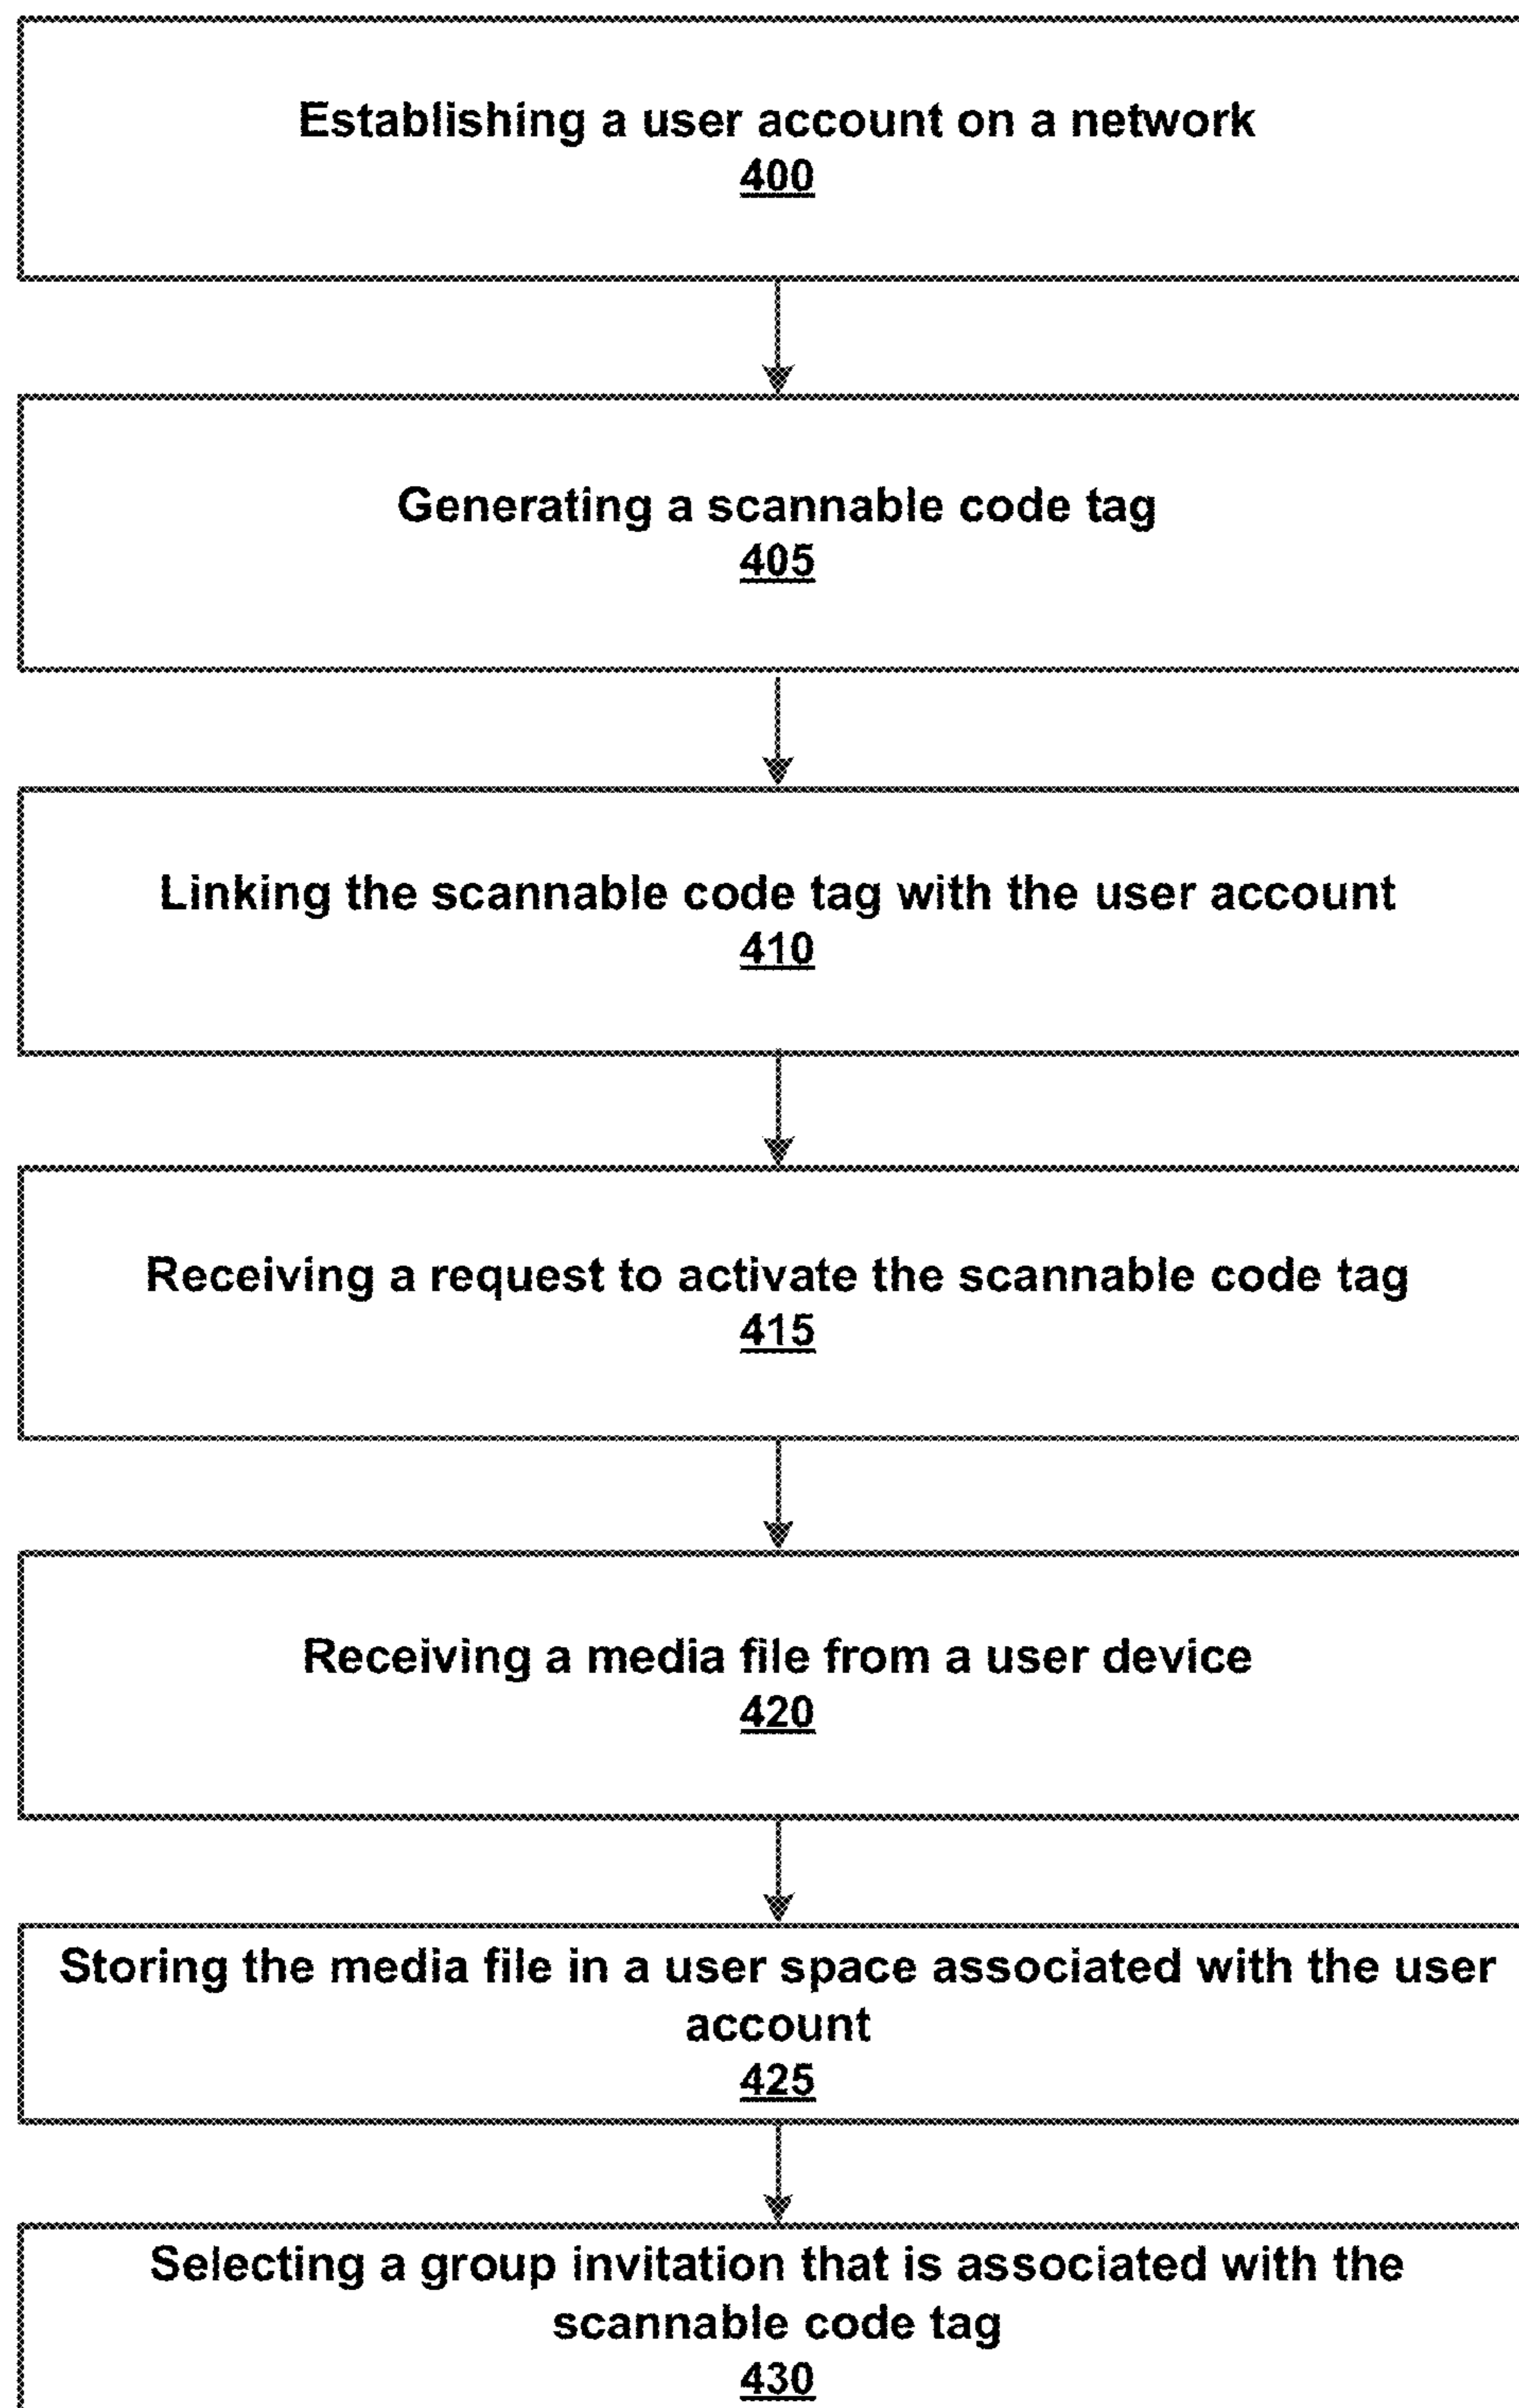 Establishing a user account on a network
400
Generating a scannable code tag
405
Linking the scannable code tag with the user account
410
Receiving a request to activate the scannable code tag
415
Receiving a media file from a user device
420
Storing the media file in a user space associated with the user
account
425
Selecting a group invitation that is associated with the
scannable code tag
430